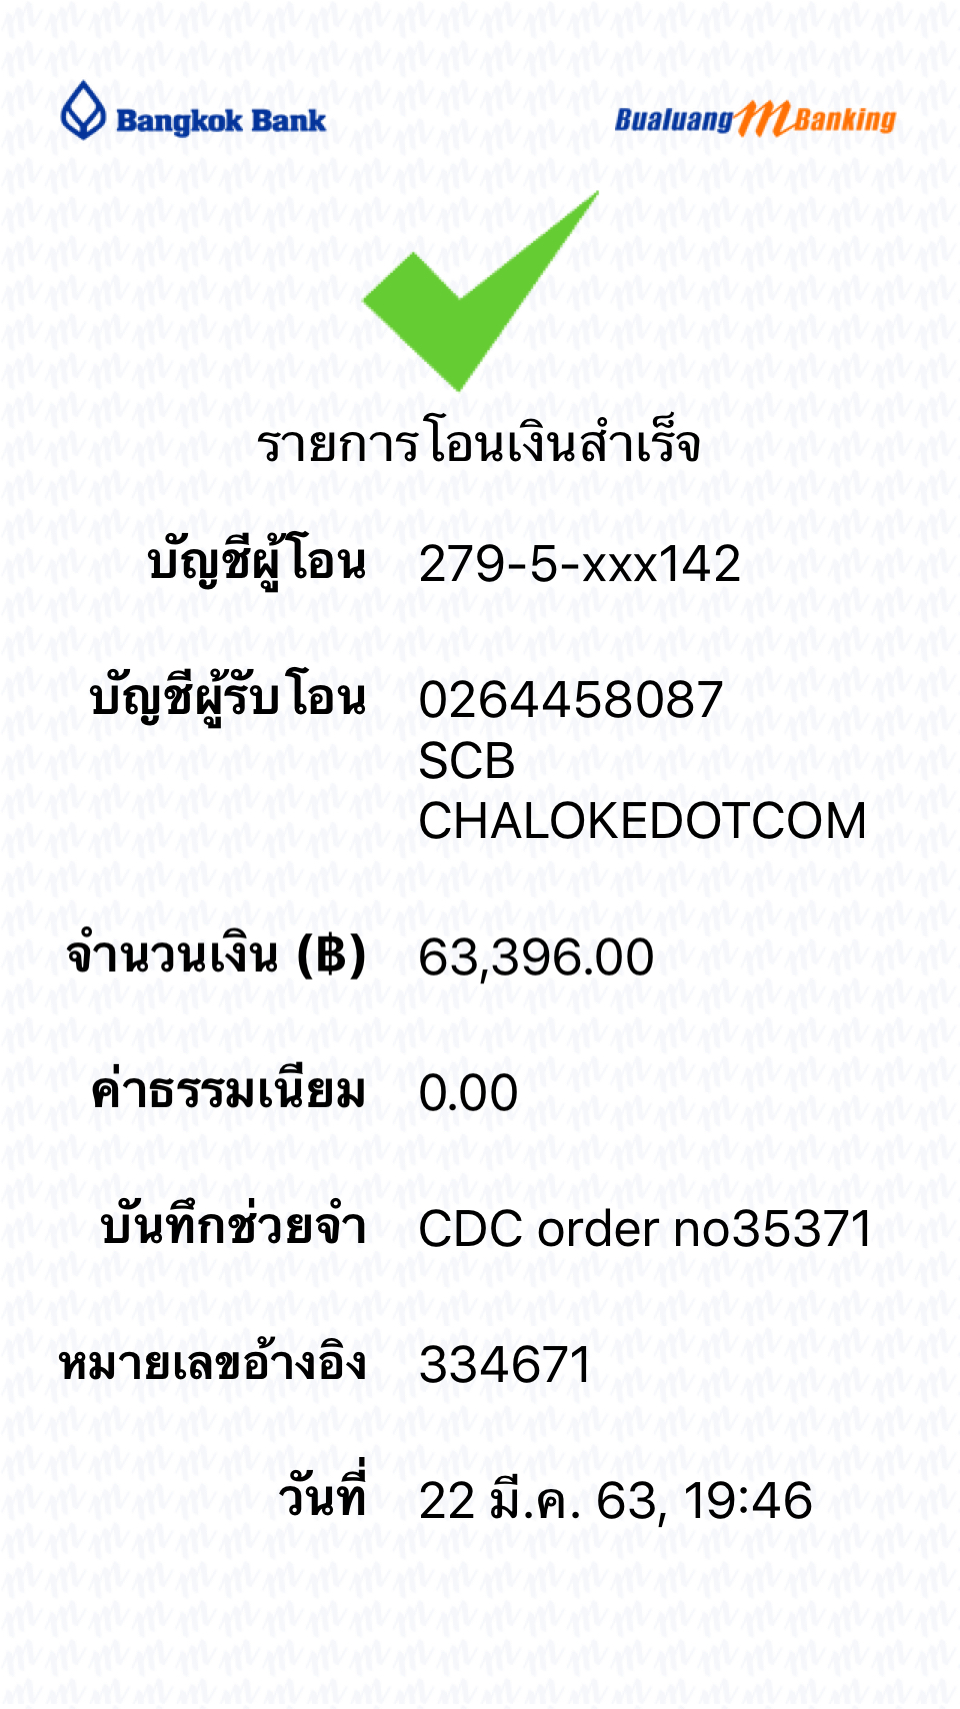 Bangkok Bank
Bualuang mBanking
รายการโอนเงินสำเร็จ
บัญชีผู้โอน 279-5-xxx142
บัญชีผู้รับโอน 0264458087
SCB
CHALOKEDOTCOM
จำนวนเงิน (฿) 63,396.00
ค่าธรรมเนียม 0.00
บันทึกช่วยจำ CDC order no35371
หมายเลขอ้างอิง 334671
วันที่ 22 มี.ค. 63, 19:46